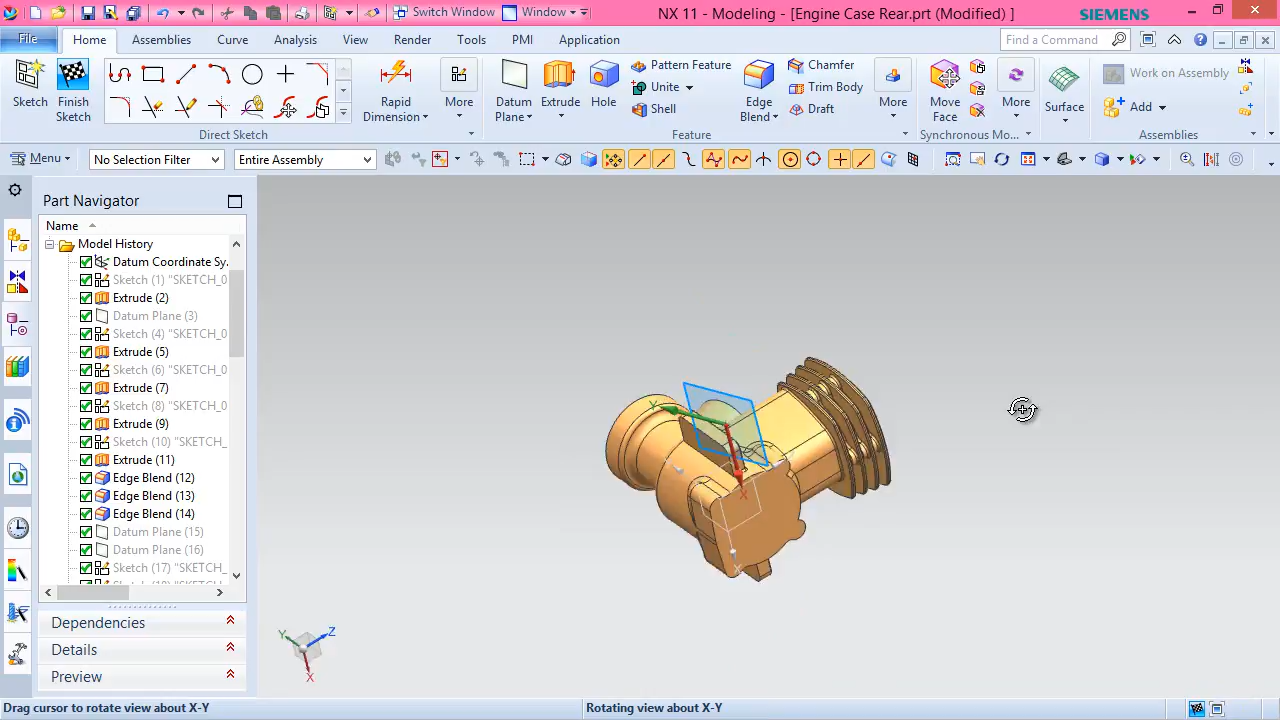 Switch Window Window NX 11 - Modeling - [Engine Case Rear.prt (Modified) ] SIEMENS
File Home Assemblies Curve Analysis View Render Tools PMI Application Find a Command
Sketch Finish Sketch Rapid Dimension More Datum Plane Extrude Hole Pattern Feature Unite Shell Edge Blend Chamfer Trim Body Draft More Move Face More Surface Work on Assembly Add
Direct Sketch Feature Synchronous Mo... Assemblies
Menu No Selection Filter Entire Assembly
Part Navigator
Name
Model History
Datum Coordinate Sy.
Sketch (1) "SKETCH_0
Extrude (2)
Datum Plane (3)
Sketch (4) "SKETCH_0
Extrude (5)
Sketch (6) "SKETCH_0
Extrude (7)
Sketch (8) "SKETCH_0
Extrude (9)
Sketch (10) "SKETCH_
Extrude (11)
Edge Blend (12)
Edge Blend (13)
Edge Blend (14)
Datum Plane (15)
Datum Plane (16)
Sketch (17) "SKETCH_
Dependencies
Details
Preview
Y
X
X
Y
Z
X
Drag cursor to rotate view about X-Y Rotating view about X-Y